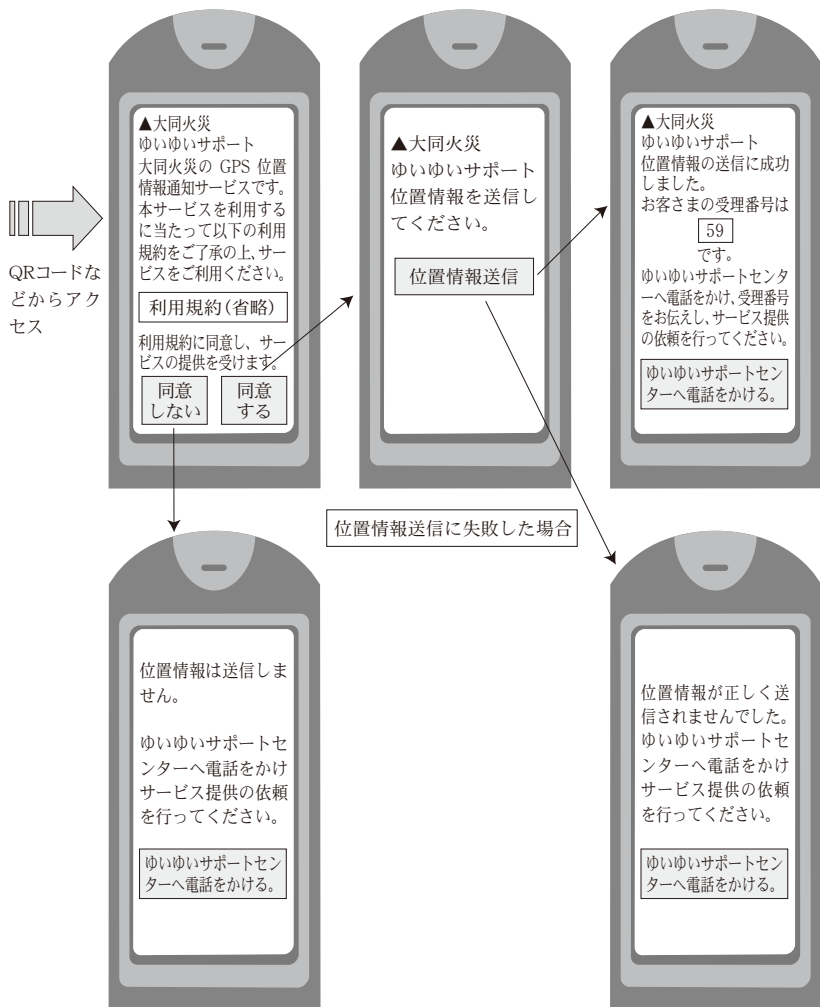 QRコードな
どからアク
セス
▲大同火災
ゆいゆいサポート
大同火災の GPS 位置
情報通知サービスです。
本サービスを利用する
に当たって以下の利用
規約をご了承の上、サー
ビスをご利用ください。
利用規約(省略)
利用規約に同意し、サー
ビスの提供を受けます。
同意
しない
同意
する
▲大同火災
ゆいゆいサポート
位置情報を送信し
てください。
位置情報送信
▲大同火災
ゆいゆいサポート
位置情報の送信に成功
しました。
お客さまの受理番号は
59
です。
ゆいゆいサポートセンタ
ーへ電話をかけ、受理番号
をお伝えし、サービス提供
の依頼を行ってください。
ゆいゆいサポートセン
ターへ電話をかける。
位置情報送信に失敗した場合
位置情報は送信しま
せん。
ゆいゆいサポートセ
ンターへ電話をかけ
サービス提供の依頼
を行ってください。
ゆいゆいサポートセン
ターへ電話をかける。
位置情報が正しく送
信されませんでした。
ゆいゆいサポートセ
ンターへ電話をかけ
サービス提供の依頼
を行ってください。
ゆいゆいサポートセン
ターへ電話をかける。